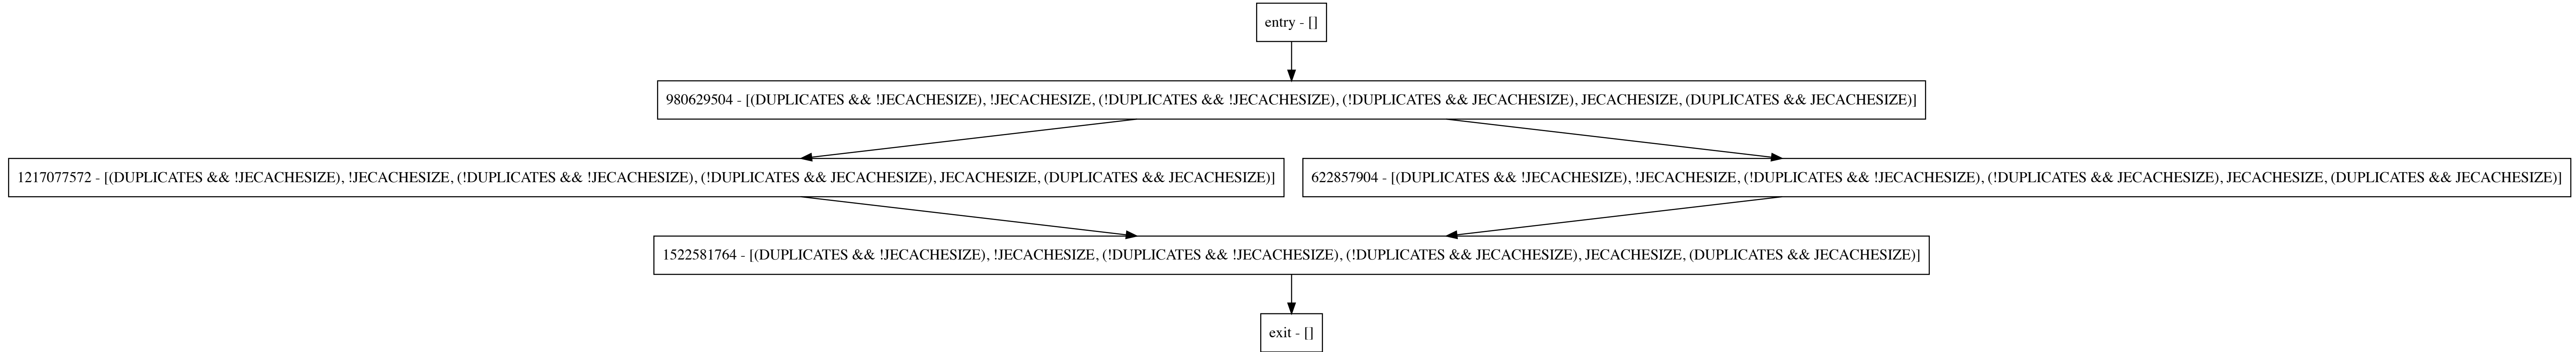 entry - []
980629504 - [(DUPLICATES && !JECACHESIZE), !JECACHESIZE, (!DUPLICATES && !JECACHESIZE), (!DUPLICATES && JECACHESIZE), JECACHESIZE, (DUPLICATES && JECACHESIZE)]
1217077572 - [(DUPLICATES && !JECACHESIZE), !JECACHESIZE, (!DUPLICATES && !JECACHESIZE), (!DUPLICATES && JECACHESIZE), JECACHESIZE, (DUPLICATES && JECACHESIZE)]
622857904 - [(DUPLICATES && !JECACHESIZE), !JECACHESIZE, (!DUPLICATES && !JECACHESIZE), (!DUPLICATES && JECACHESIZE), JECACHESIZE, (DUPLICATES && JECACHESIZE)]
1522581764 - [(DUPLICATES && !JECACHESIZE), !JECACHESIZE, (!DUPLICATES && !JECACHESIZE), (!DUPLICATES && JECACHESIZE), JECACHESIZE, (DUPLICATES && JECACHESIZE)]
exit - []